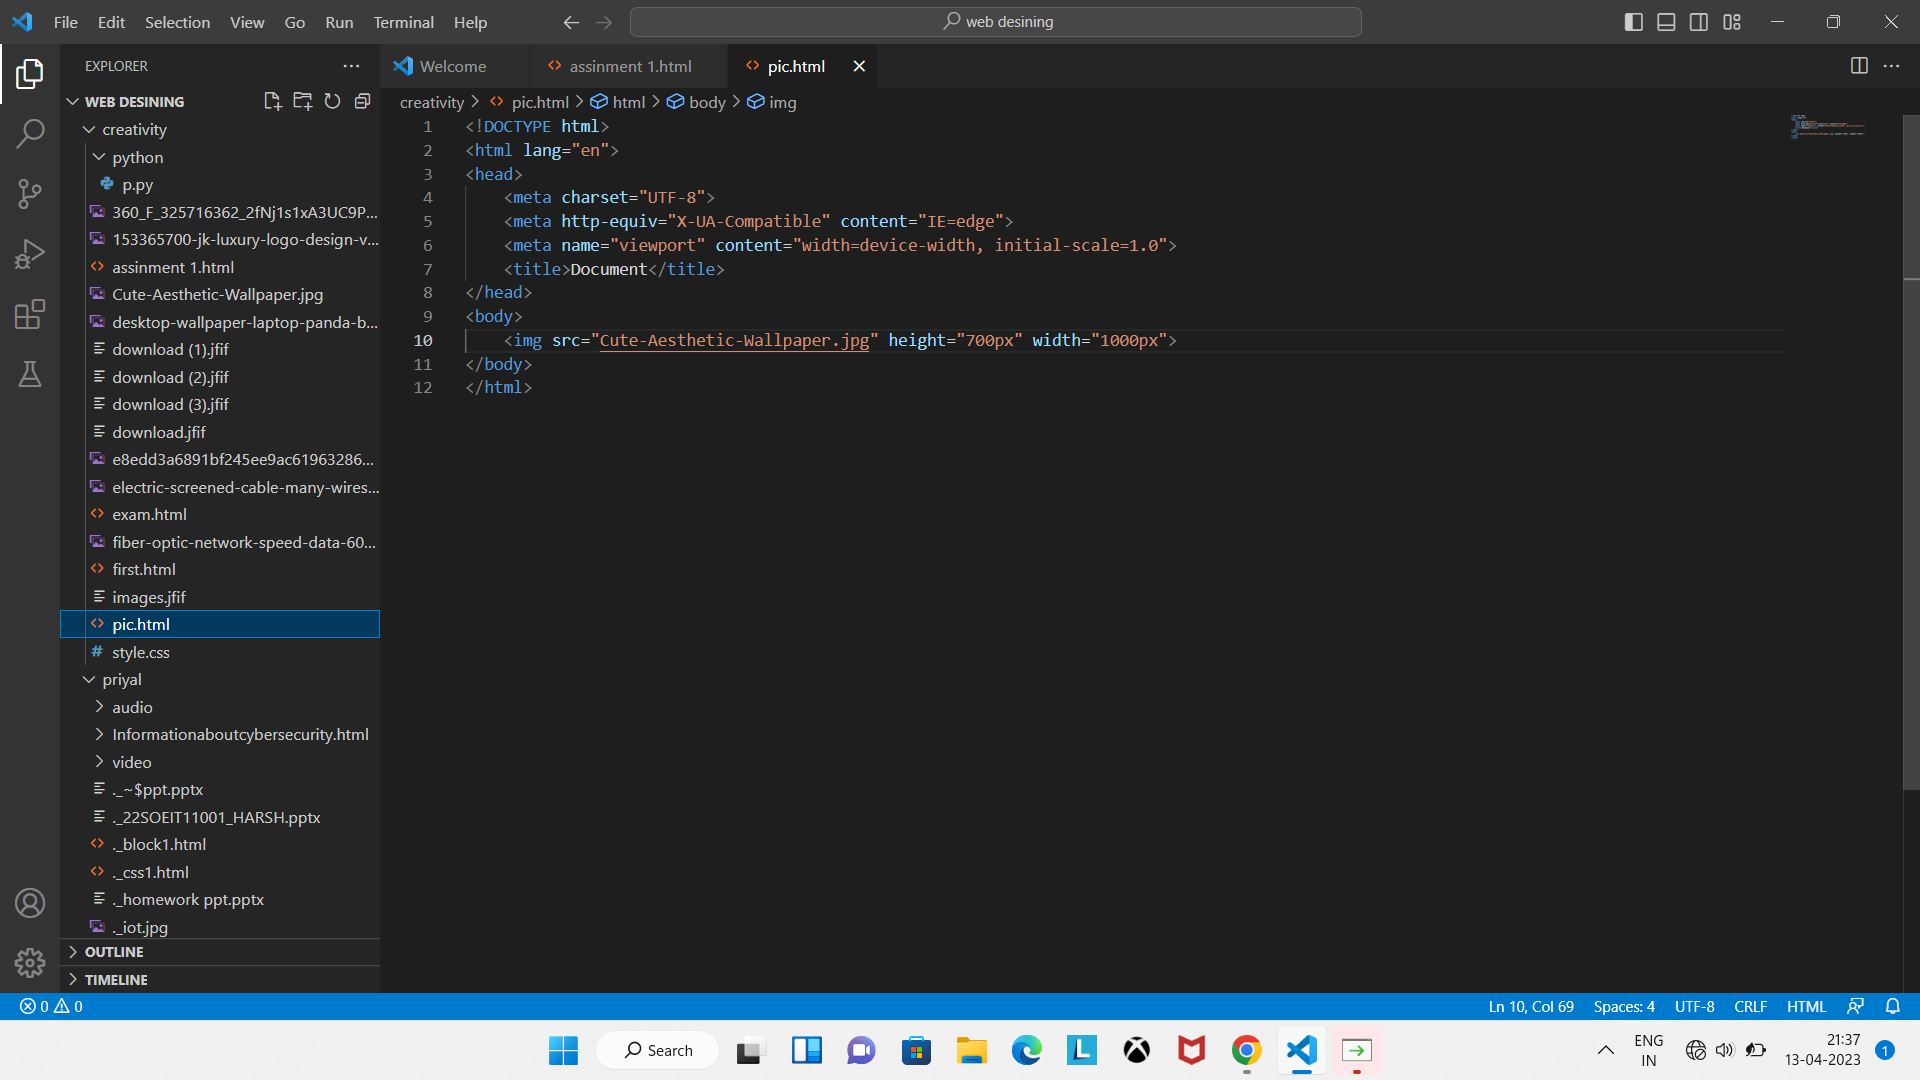 File Edit Selection View Go Run Terminal Help
web desining
EXPLORER
Welcome
assinment 1.html
pic.html
WEB DESINING
creativity > pic.html > html > body > img
creativity
python
p.py
360_F_325716362_2fNj1s1xA3UC9P...
153365700-jk-luxury-logo-design-v...
assinment 1.html
Cute-Aesthetic-Wallpaper.jpg
desktop-wallpaper-laptop-panda-b...
download (1).jfif
download (2).jfif
download (3).jfif
download.jfif
e8edd3a6891bf245ee9ac61963286...
electric-screened-cable-many-wires...
exam.html
fiber-optic-network-speed-data-60...
first.html
images.jfif
pic.html
style.css
priyal
audio
Informationaboutcybersecurity.html
video
._~$ppt.pptx
._22SOEIT11001_HARSH.pptx
._block1.html
._css1.html
._homework ppt.pptx
._iot.jpg
OUTLINE
TIMELINE
1 <!DOCTYPE html>
2 <html lang="en">
3 <head>
4 <meta charset="UTF-8">
5 <meta http-equiv="X-UA-Compatible" content="IE=edge">
6 <meta name="viewport" content="width=device-width, initial-scale=1.0">
7 <title>Document</title>
8 </head>
9 <body>
10 <img src="Cute-Aesthetic-Wallpaper.jpg" height="700px" width="1000px">
11 </body>
12 </html>
0 0
Ln 10, Col 69 Spaces: 4 UTF-8 CRLF HTML
Search
ENG
IN
21:37
13-04-2023
1